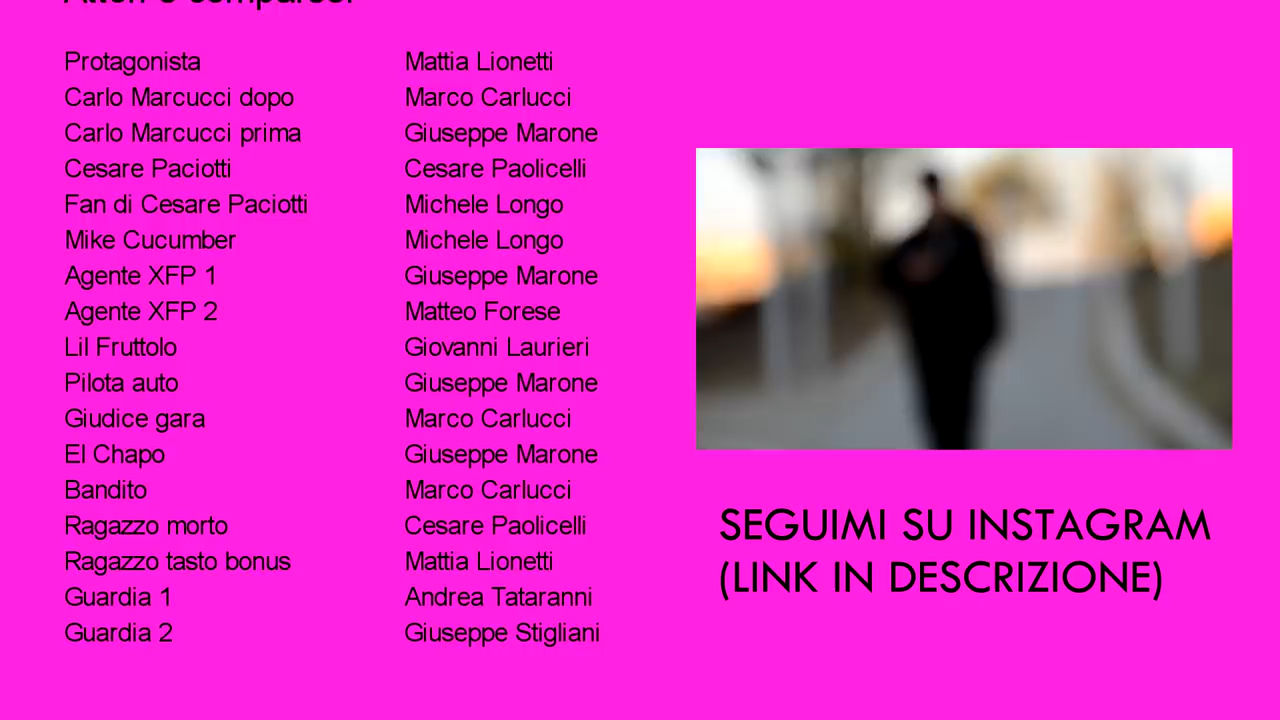 Attori e comparse:
Protagonista Mattia Lionetti
Carlo Marcucci dopo Marco Carlucci
Carlo Marcucci prima Giuseppe Marone
Cesare Paciotti Cesare Paolicelli
Fan di Cesare Paciotti Michele Longo
Mike Cucumber Michele Longo
Agente XFP 1 Giuseppe Marone
Agente XFP 2 Matteo Forese
Lil Fruttolo Giovanni Laurieri
Pilota auto Giuseppe Marone
Giudice gara Marco Carlucci
El Chapo Giuseppe Marone
Bandito Marco Carlucci
Ragazzo morto Cesare Paolicelli
Ragazzo tasto bonus Mattia Lionetti
Guardia 1 Andrea Tataranni
Guardia 2 Giuseppe Stigliani
SEGUIMI SU INSTAGRAM
(LINK IN DESCRIZIONE)